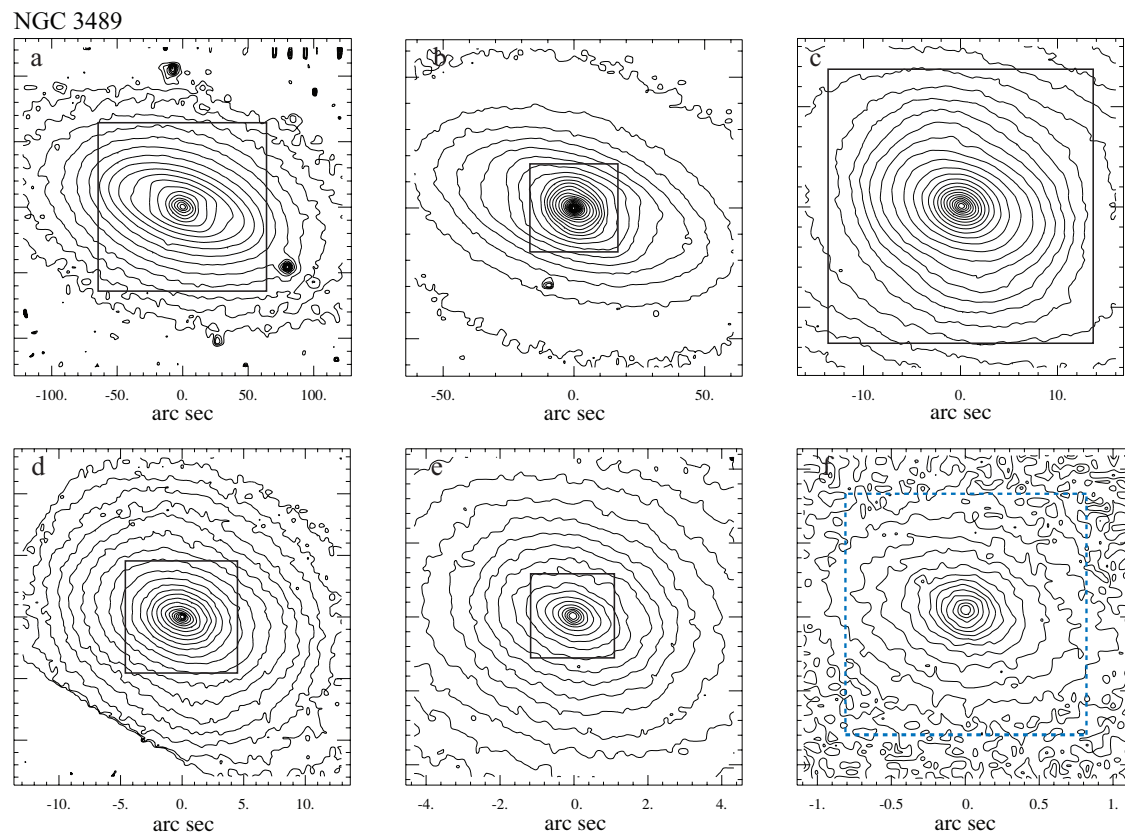 NGC 3489
a
b
c
-100. -50. 0. 50. 100.
arc sec
-50. 0. 50.
arc sec
-10. 0. 10.
arc sec
d
e
f
-10. -5. 0. 5. 10.
arc sec
-4. -2. 0. 2. 4.
arc sec
-1. -0.5 0. 0.5 1.
arc sec